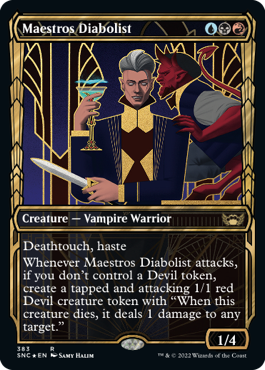 Maestros Diabolist
Creature — Vampire Warrior
Deathtouch, haste
Whenever Maestros Diabolist attacks,
if you don't control a Devil token,
create a tapped and attacking 1/1 red
Devil creature token with “When this
creature dies, it deals 1 damage to any
target.”
1/4
383 R
SNC ★ EN SAMY HALIM
™ & © 2022 Wizards of the Coast